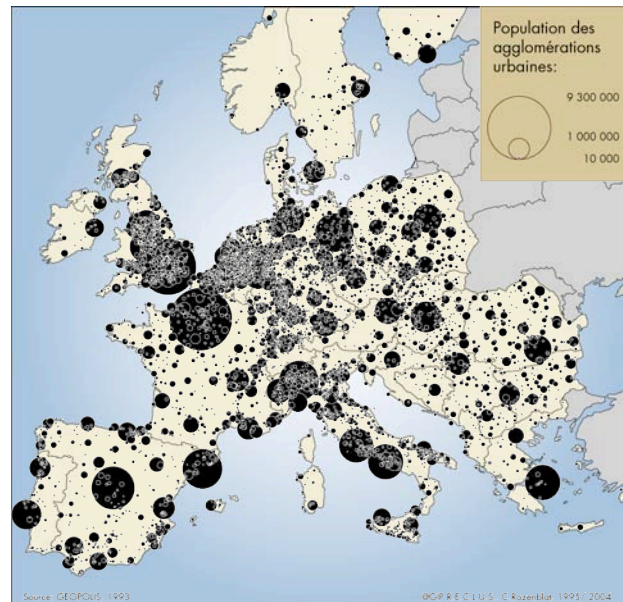 Population des
agglomérations
urbaines:
9 300 000
1 000 000
10 000
Source: GEOPOLIS, 1993
©G.I.P. R E C L U S , C.Rozenblat, 1995/ 2004